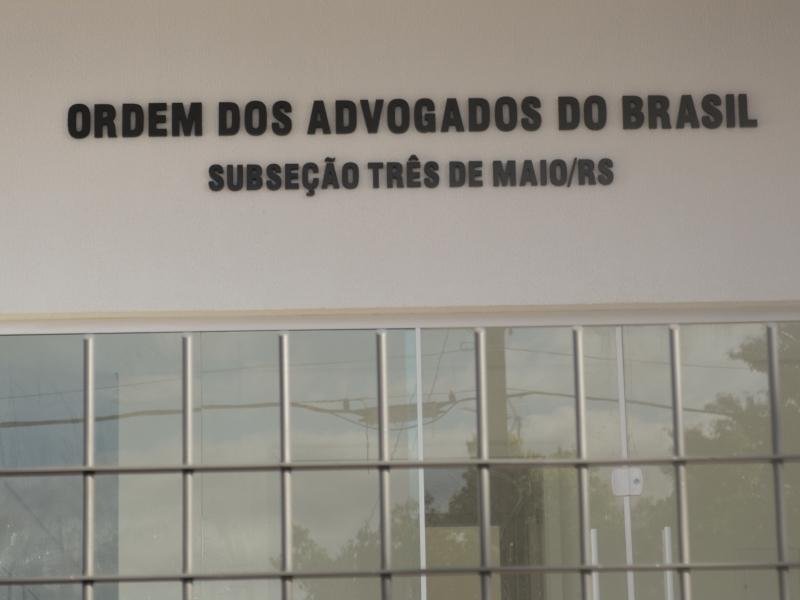 ORDEM DOS ADVOGADOS DO BRASIL
SUBSEÇÃO TRÊS DE MAIO/RS